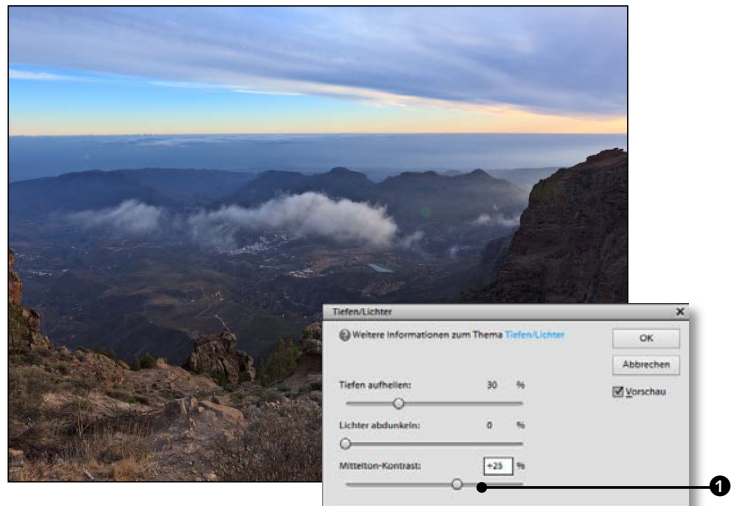 Tiefen/Lichter x
? Weitere Informationen zum Thema Tiefen/Lichter
OK
Abbrechen
Tiefen aufhellen: 30 %
Vorschau
Lichter abdunkeln: 0 %
Mittelton-Kontrast: +25 %
❶